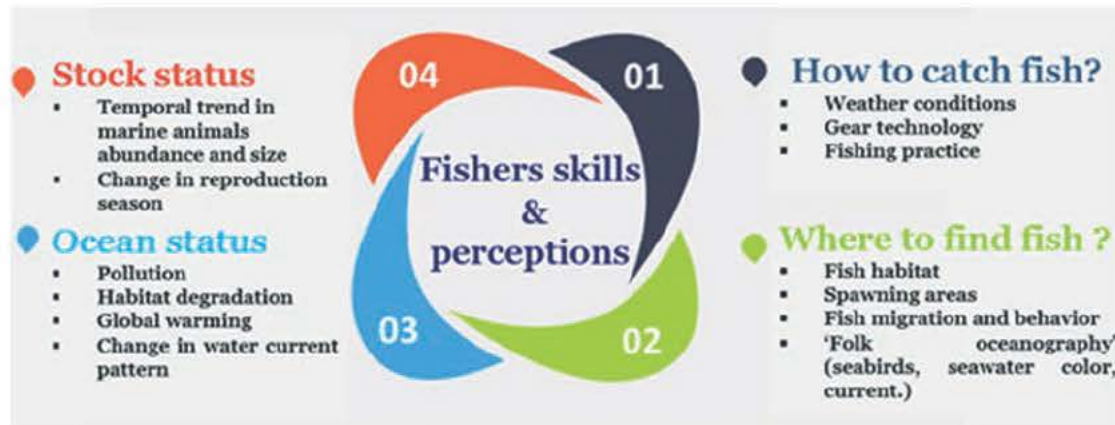 Stock status
▪ Temporal trend in
marine animals
abundance and size
▪ Change in reproduction
season
Ocean status
▪ Pollution
▪ Habitat degradation
▪ Global warming
▪ Change in water current
pattern
04
01
Fishers skills
&
perceptions
03
02
How to catch fish?
▪ Weather conditions
▪ Gear technology
▪ Fishing practice
Where to find fish ?
▪ Fish habitat
▪ Spawning areas
▪ Fish migration and behavior
▪ 'Folk oceanography'
(seabirds, seawater color,
current.)